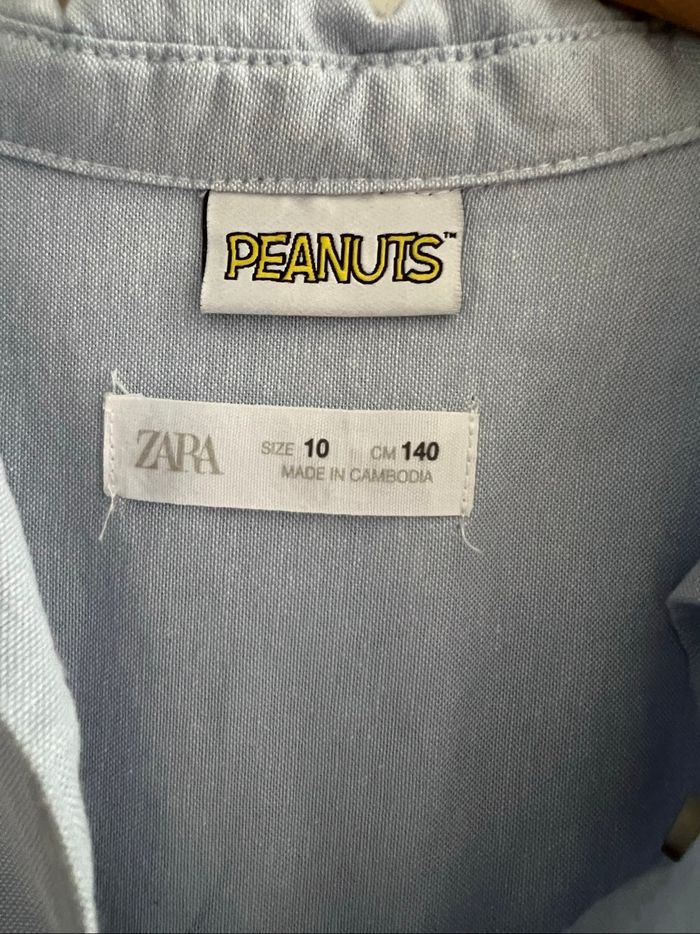 PEANUTS™
ZARA SIZE 10 CM 140
MADE IN CAMBODIA